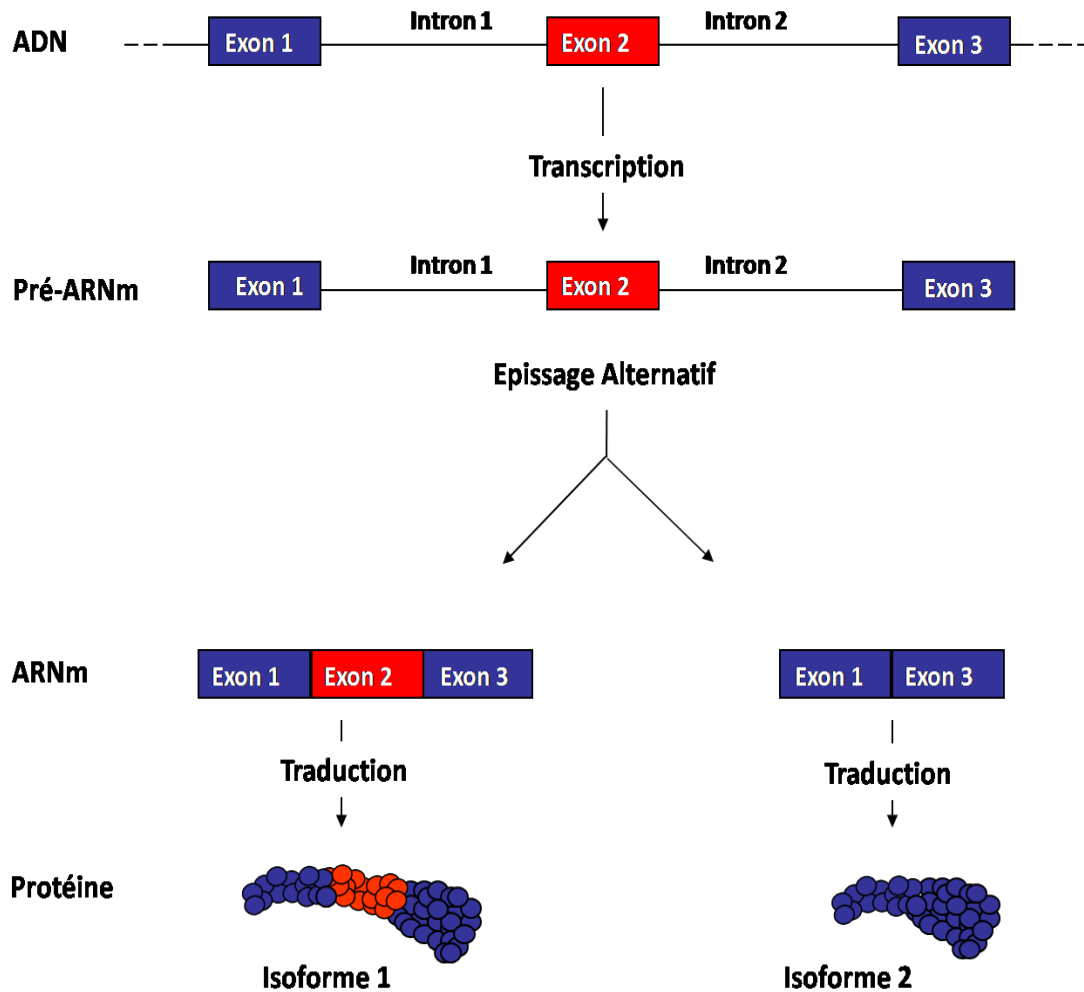 ADN
Exon 1
Intron 1
Exon 2
Intron 2
Exon 3
Transcription
Pré-ARNm
Exon 1
Intron 1
Exon 2
Intron 2
Exon 3
Epissage Alternatif
ARNm
Exon 1
Exon 2
Exon 3
Exon 1
Exon 3
Traduction
Traduction
Protéine
Isoforme 1
Isoforme 2